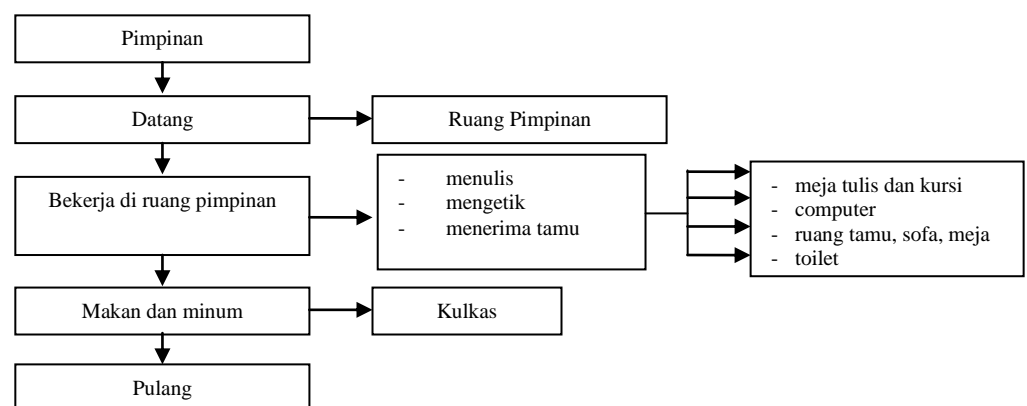 Pimpinan
Datang
Ruang Pimpinan
Bekerja di ruang pimpinan
- menulis
- mengetik
- menerima tamu
- meja tulis dan kursi
- computer
- ruang tamu, sofa, meja
- toilet
Makan dan minum
Kulkas
Pulang